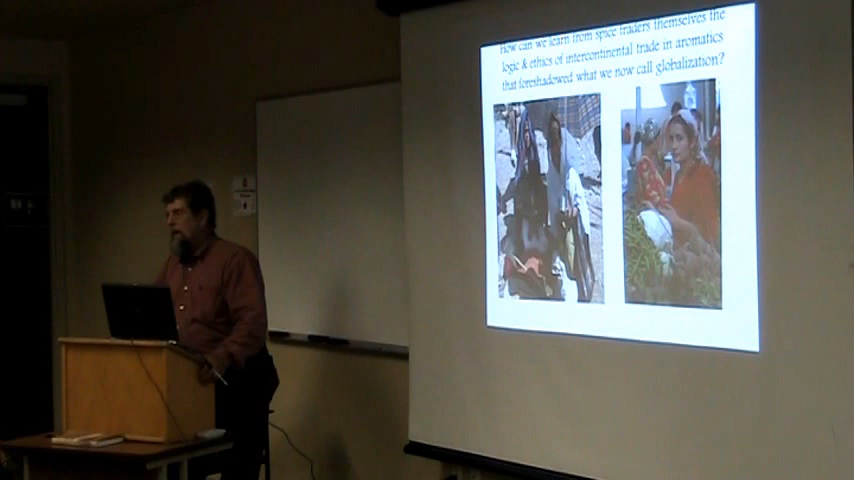 How can we learn from spice traders themselves the
logic & ethics of intercontinental trade in aromatics
that foreshadowed what we now call globalization?